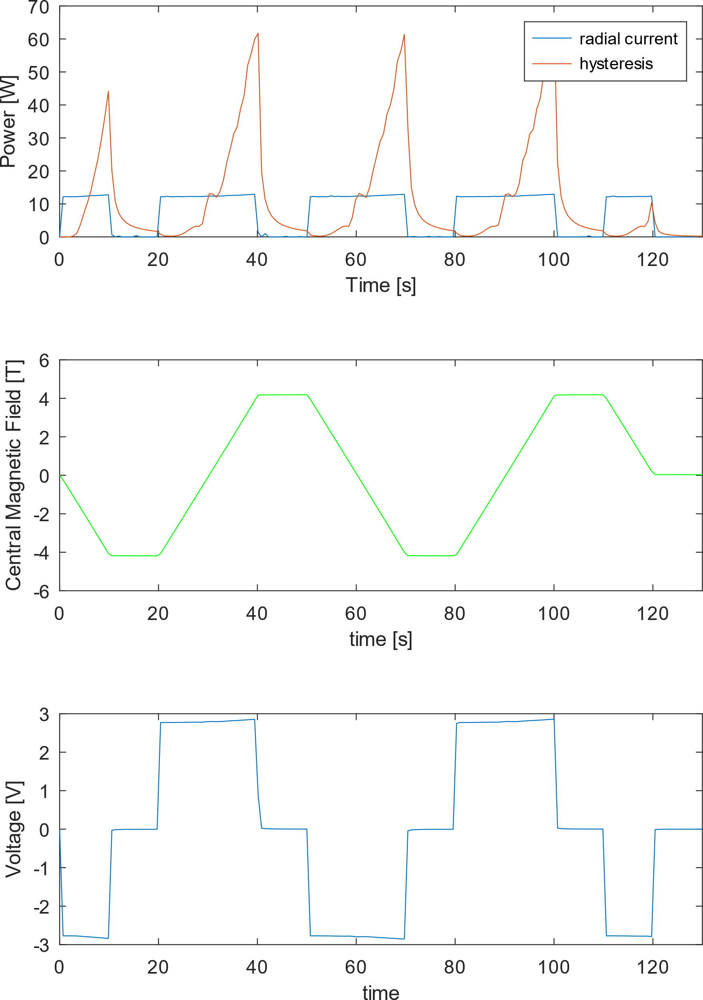 70
60
50
40
30
20
10
0
Power [W]
radial current
hysteresis
0 20 40 60 80 100 120
Time [s]
6
4
2
0
-2
-4
-6
Central Magnetic Field [T]
0 20 40 60 80 100 120
time [s]
3
2
1
0
-1
-2
-3
Voltage [V]
0 20 40 60 80 100 120
time